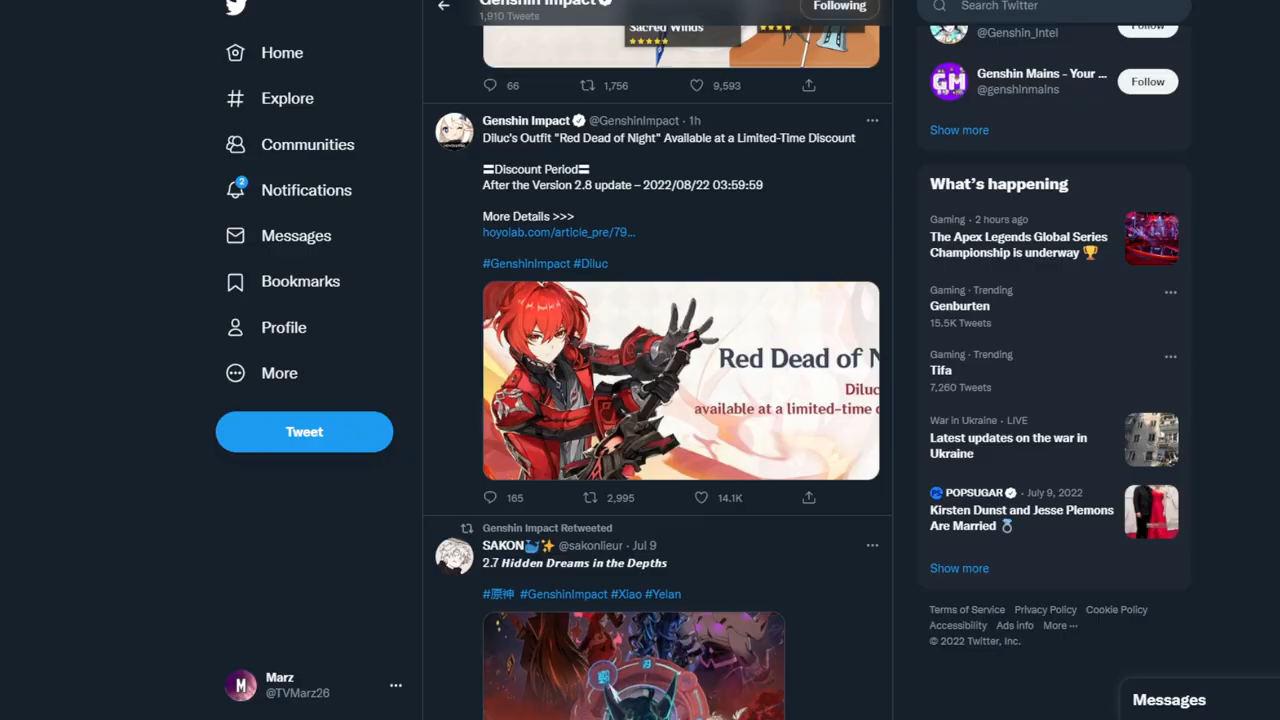 Home
Explore
Communities
2
Notifications
Messages
Bookmarks
Profile
More
Tweet
Marz
@TVMarz26
Genshin Impact
1,910 Tweets
Following
Sacred Winds
66
1,756
9,593
Genshin Impact @GenshinImpact · 1h
Diluc's Outfit "Red Dead of Night" Available at a Limited-Time Discount
〓Discount Period〓
After the Version 2.8 update – 2022/08/22 03:59:59
More Details >>>
hoyolab.com/article_pre/79...
#GenshinImpact #Diluc
Red Dead of N
Diluc
available at a limited-time d
165
2,995
14.1K
Genshin Impact Retweeted
SAKON🐳✨ @sakonlieur · Jul 9
2.7 Hidden Dreams in the Depths
#原神 #GenshinImpact #Xiao #Yelan
Search Twitter
@Genshin_Intel
Follow
GM
Genshin Mains - Your ...
@genshinmains
Follow
Show more
What's happening
Gaming · 2 hours ago
The Apex Legends Global Series
Championship is underway 🏆
Gaming · Trending
Genburten
15.5K Tweets
Gaming · Trending
Tifa
7,260 Tweets
War in Ukraine · LIVE
Latest updates on the war in
Ukraine
POPSUGAR · July 9, 2022
Kirsten Dunst and Jesse Plemons
Are Married 💍
Show more
Terms of Service Privacy Policy Cookie Policy
Accessibility Ads info More ···
© 2022 Twitter, Inc.
Messages